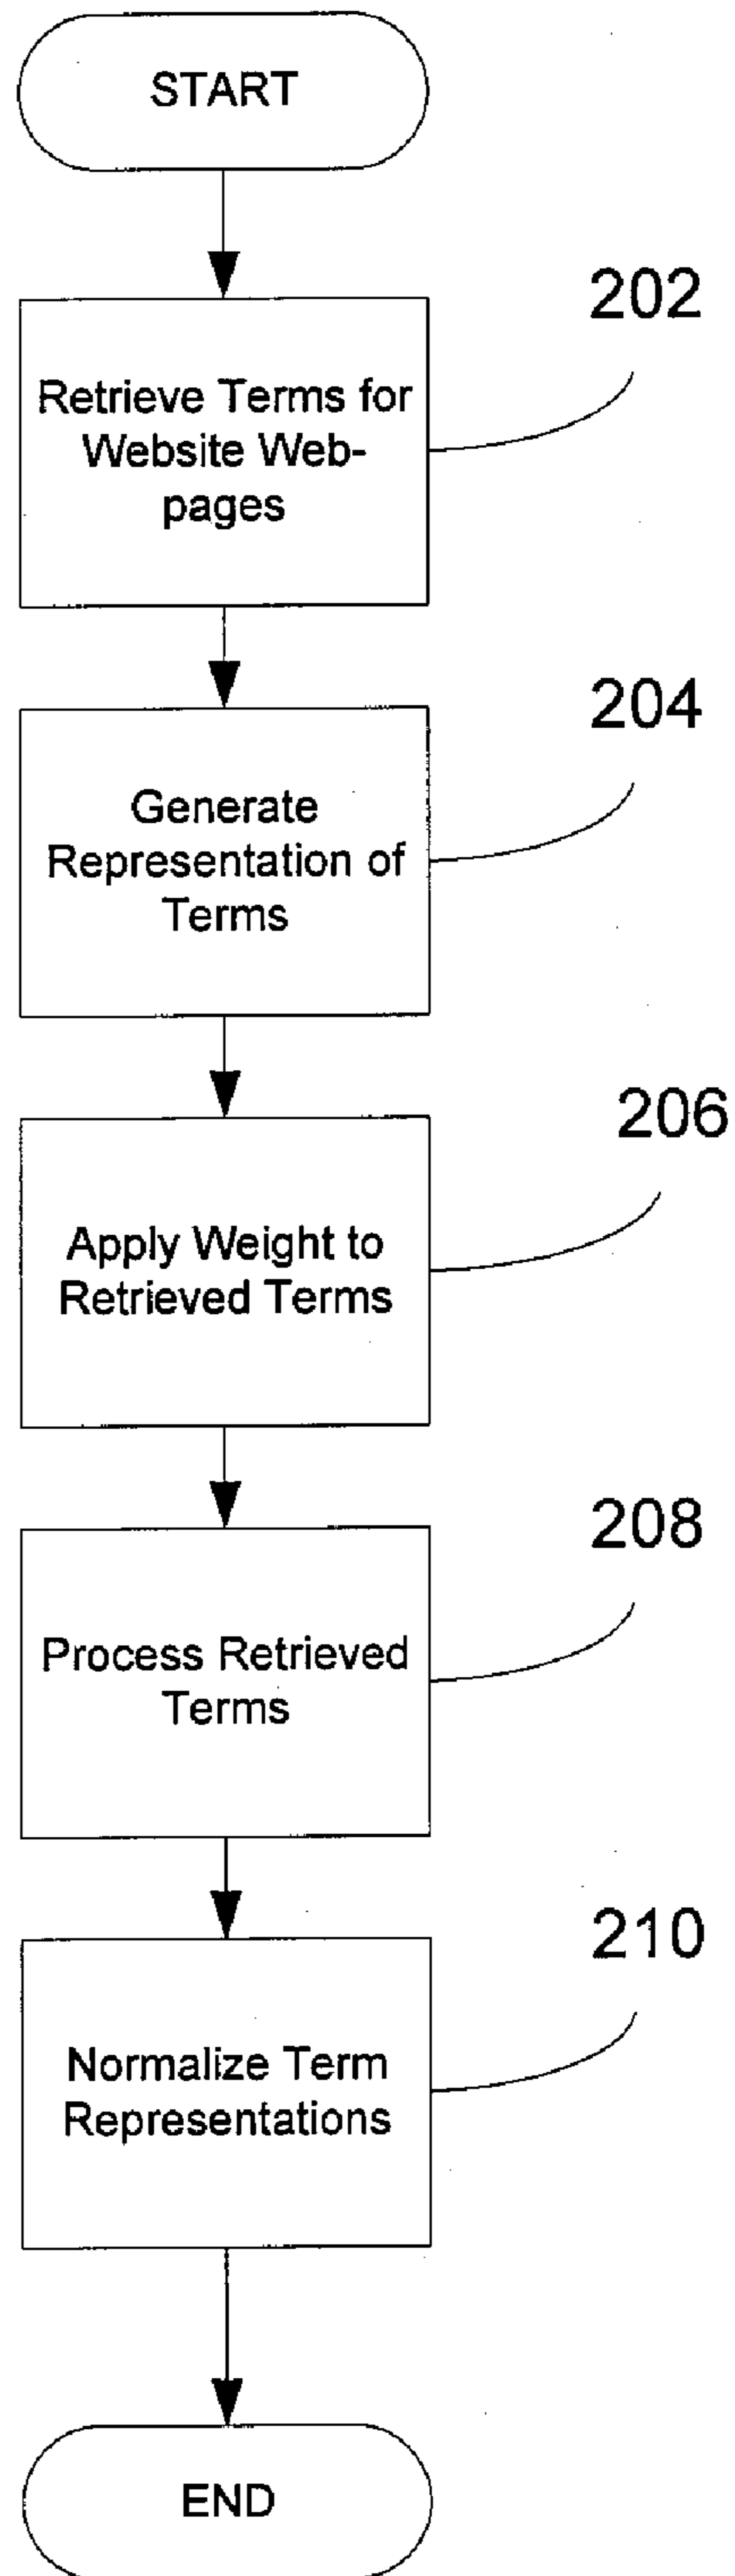 START
202
Retrieve Terms for
Website Web-
pages
204
Generate
Representation of
Terms
206
Apply Weight to
Retrieved Terms
208
Process Retrieved
Terms
210
Normalize Term
Representations
END